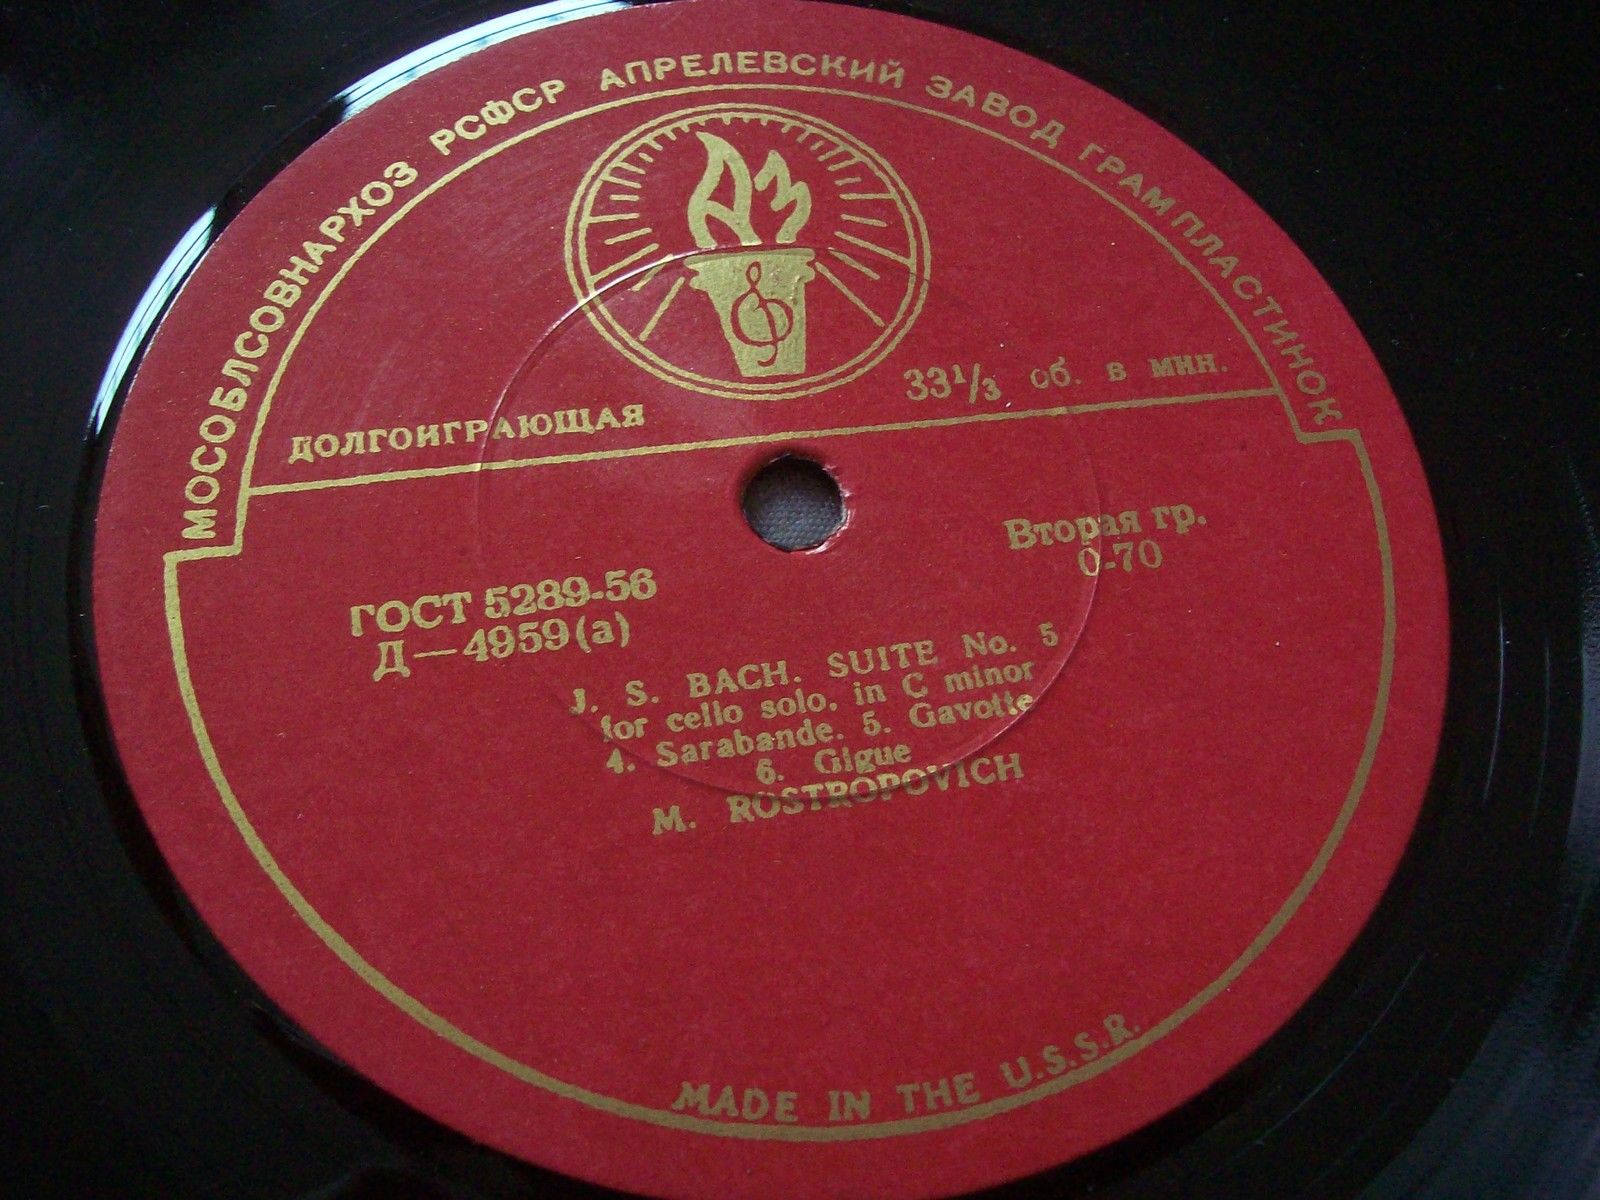 МОСОБЛСОВНАРХОЗ РСФСР АПРЕЛЕВСКИЙ ЗАВОД ГРАМПЛАСТИНОК
АЗ
ДОЛГОИГРАЮЩАЯ
33⅓ об. в мин.
Вторая гр.
0-70
ГОСТ 5289-56
Д—4959(а)
J. S. BACH. SUITE No. 5
for cello solo, in C minor
4. Sarabande. 5. Gavotte
6. Gigue
M. ROSTROPOVICH
MADE IN THE U.S.S.R.